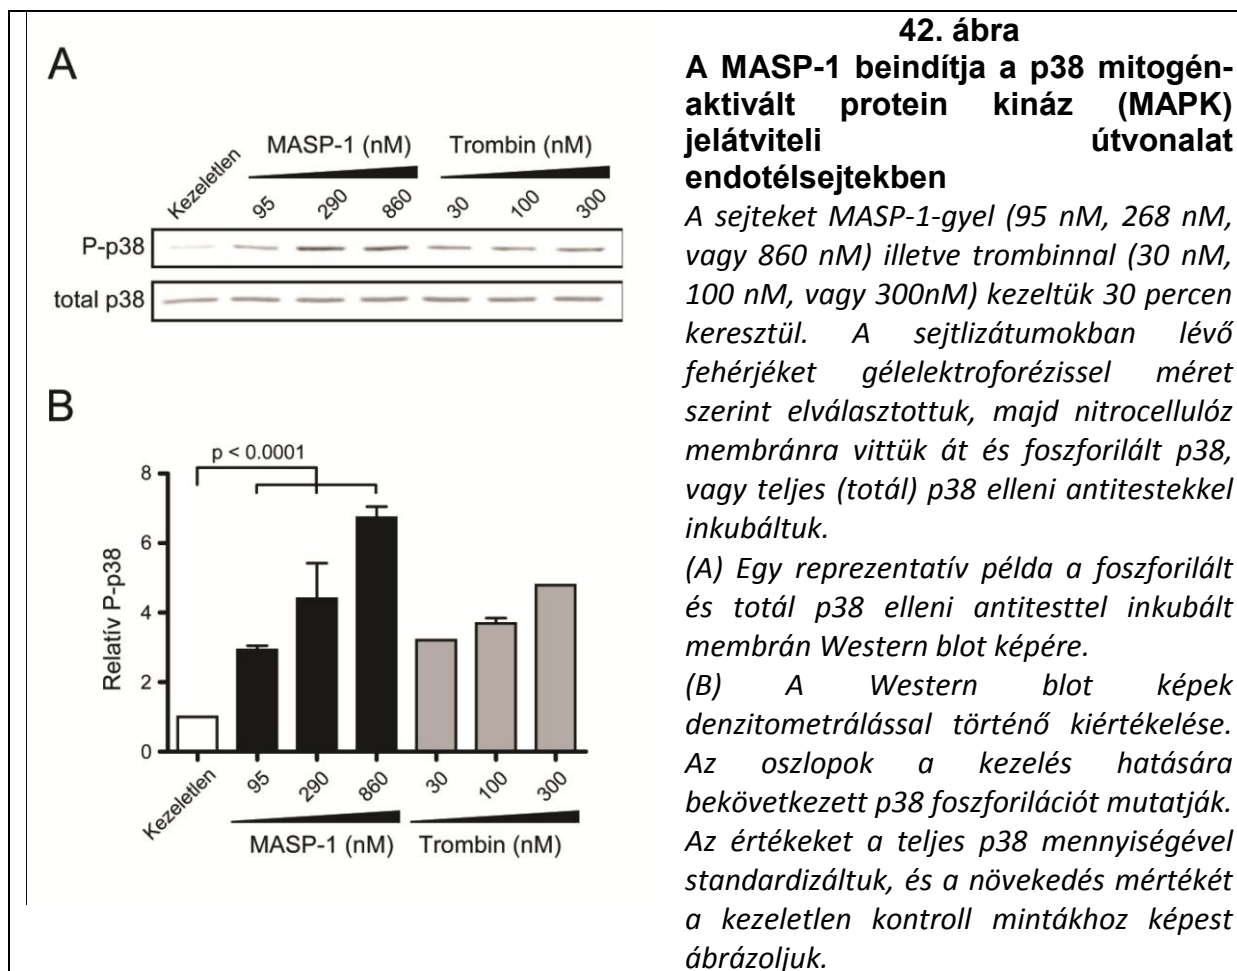 A
MASP-1 (nM) Trombin (nM)
Kezeletlen 95 290 860 30 100 300
P-p38
total p38
B
p < 0.0001
8
6
4
2
0
Relatív P-p38
Kezeletlen 95 290 860 30 100 300
MASP-1 (nM) Trombin (nM)
42. ábra
A MASP-1 beindítja a p38 mitogén-
aktivált protein kináz (MAPK)
jelátviteli útvonalat
endotélsejtekben
A sejteket MASP-1-gyel (95 nM, 268 nM,
vagy 860 nM) illetve trombinnal (30 nM,
100 nM, vagy 300nM) kezeltük 30 percen
keresztül. A sejtlizátumokban lévő
fehérjéket gélelektroforézissel méret
szerint elválasztottuk, majd nitrocellulóz
membránra vittük át és foszforilált p38,
vagy teljes (totál) p38 elleni antitestekkel
inkubáltuk.
(A) Egy reprezentatív példa a foszforilált
és totál p38 elleni antitesttel inkubált
membrán Western blot képére.
(B) A Western blot képek
denzitometrálással történő kiértékelése.
Az oszlopok a kezelés hatására
bekövetkezett p38 foszforilációt mutatják.
Az értékeket a teljes p38 mennyiségével
standardizáltuk, és a növekedés mértékét
a kezeletlen kontroll mintákhoz képest
ábrázoljuk.